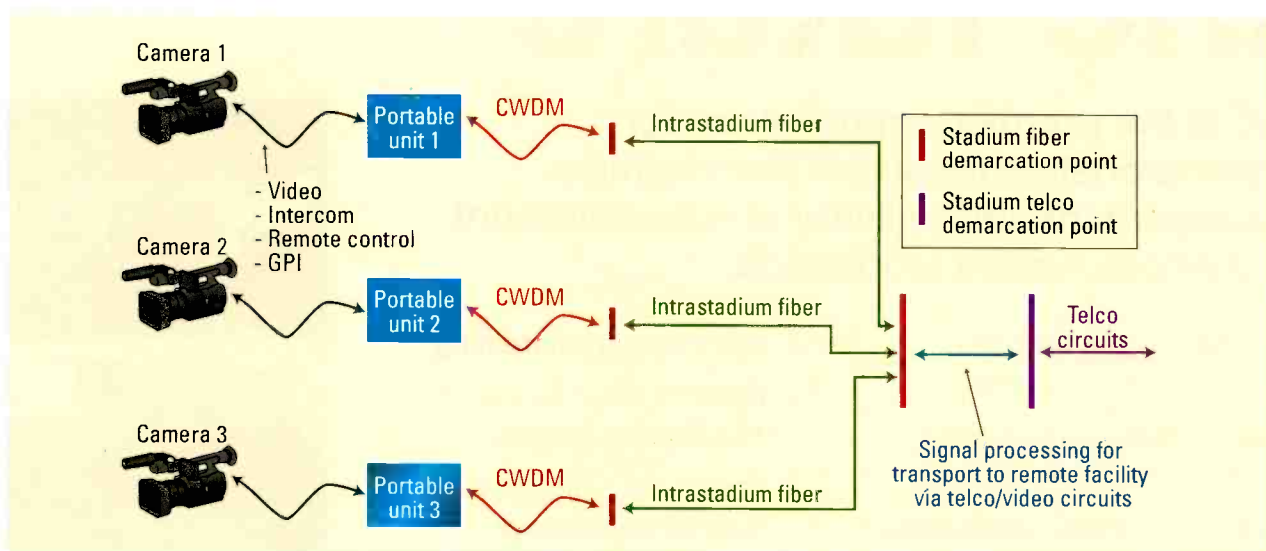 Camera 1
Portable
unit 1
CWDM
Intrastadium fiber
Stadium fiber
demarcation point
Stadium telco
demarcation point
- Video
- Intercom
- Remote control
- GPI
Camera 2
Portable
unit 2
CWDM
Intrastadium fiber
Telco
circuits
Camera 3
Portable
unit 3
CWDM
Intrastadium fiber
Signal processing for
transport to remote facility
via telco/video circuits